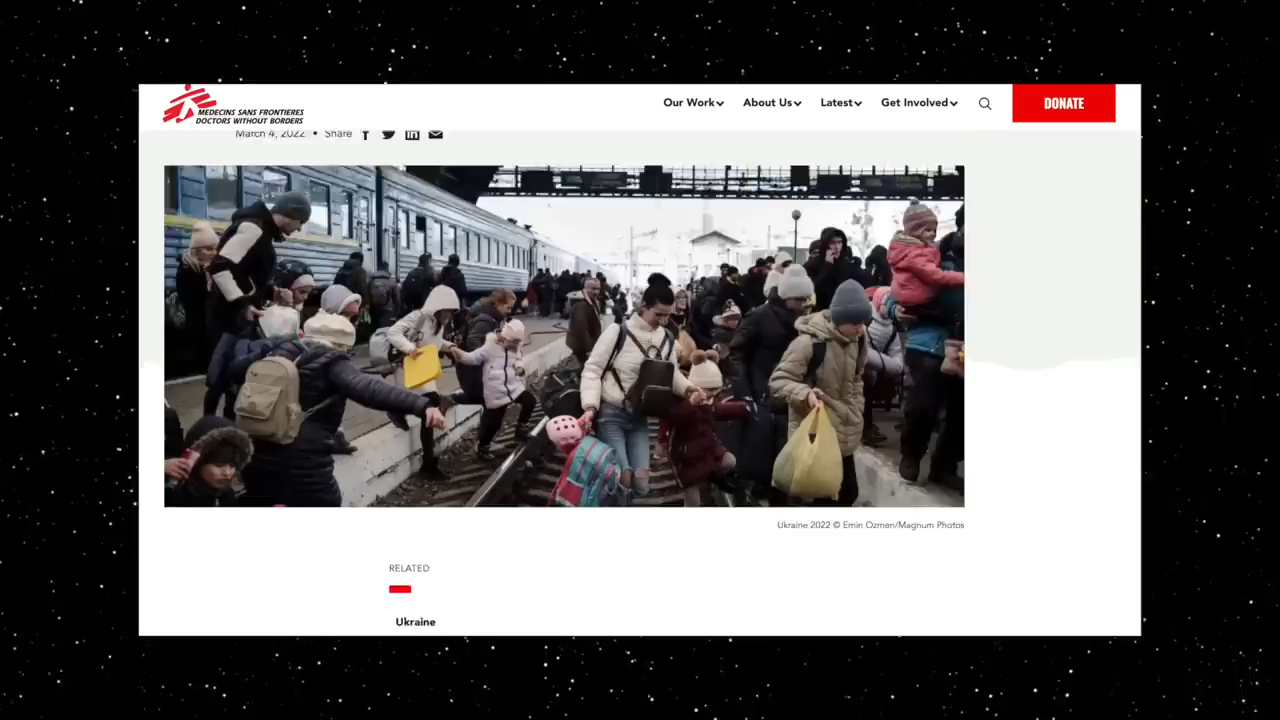 MEDECINS SANS FRONTIERES
DOCTORS WITHOUT BORDERS
Our Work
About Us
Latest
Get Involved
DONATE
March 4, 2022 • Share
Ukraine 2022 © Emin Ozmen/Magnum Photos
RELATED
Ukraine